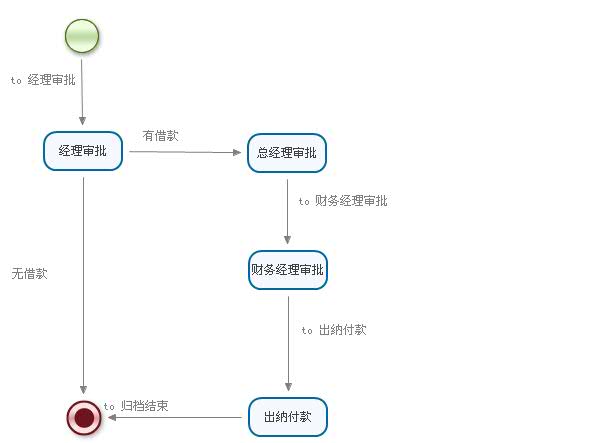 to 经理审批
有借款
经理审批
总经理审批
to 财务经理审批
无借款
财务经理审批
to 出纳付款
to 归档结束
出纳付款